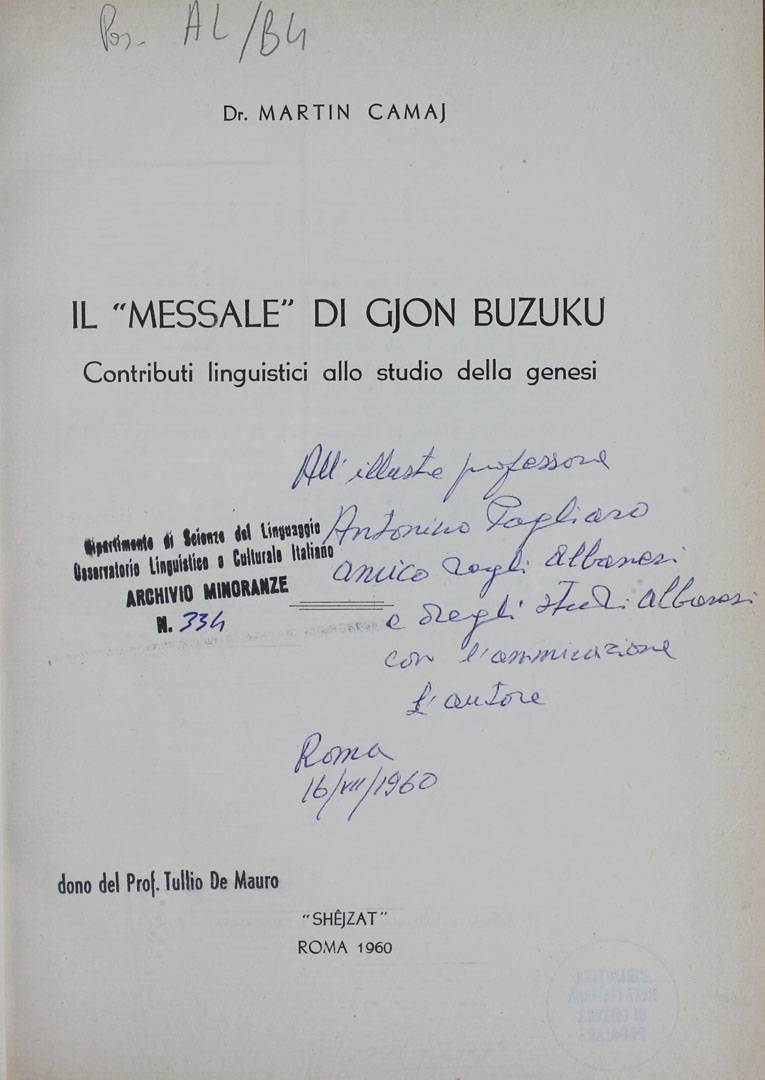 Pos. AL/B4
Dr. MARTIN CAMAJ
IL “MESSALE” DI GJON BUZUKU
Contributi linguistici allo studio della genesi
All'illustre professore
Antonino Pagliaro
amico degli Albanesi
e degli studi albanesi
con l'ammirazione
L'autore
Dipartimento di Scienze del Linguaggio
Osservatorio Linguistico e Culturale Italiano
ARCHIVIO MINORANZE
N. 334
Roma
16/VII/1960
dono del Prof. Tullio De Mauro
“SHÊJZAT”
ROMA 1960